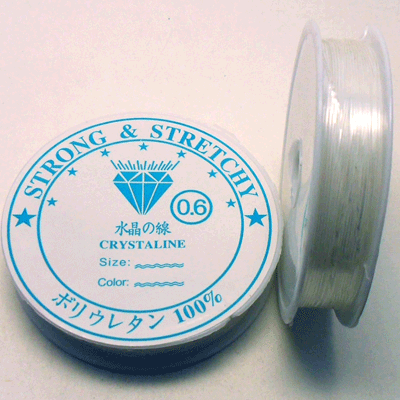 ★ STRONG & STRETCHY ★
0.6
水晶の線
CRYSTALINE
Size:
Color:
ポリウレタン 100%